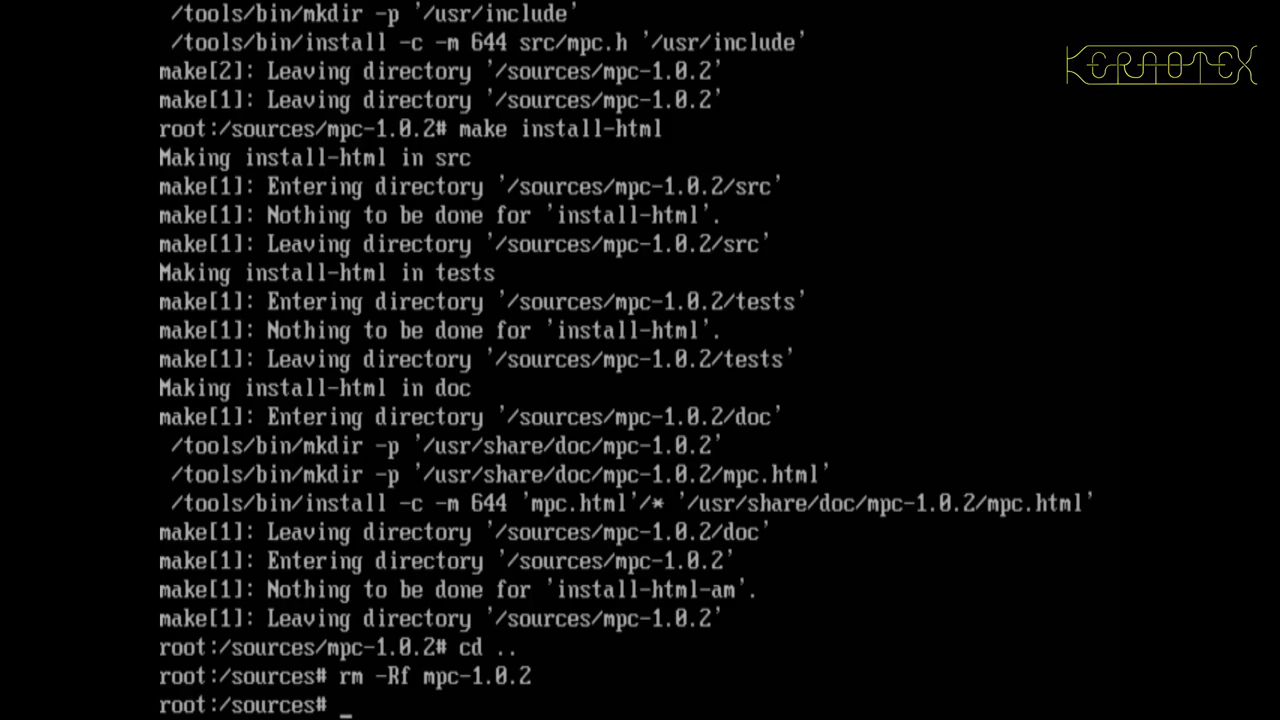 /tools/bin/mkdir -p '/usr/include'
/tools/bin/install -c -m 644 src/mpc.h '/usr/include'
make[2]: Leaving directory '/sources/mpc-1.0.2'
make[1]: Leaving directory '/sources/mpc-1.0.2'
root:/sources/mpc-1.0.2# make install-html
Making install-html in src
make[1]: Entering directory '/sources/mpc-1.0.2/src'
make[1]: Nothing to be done for 'install-html'.
make[1]: Leaving directory '/sources/mpc-1.0.2/src'
Making install-html in tests
make[1]: Entering directory '/sources/mpc-1.0.2/tests'
make[1]: Nothing to be done for 'install-html'.
make[1]: Leaving directory '/sources/mpc-1.0.2/tests'
Making install-html in doc
make[1]: Entering directory '/sources/mpc-1.0.2/doc'
/tools/bin/mkdir -p '/usr/share/doc/mpc-1.0.2'
/tools/bin/mkdir -p '/usr/share/doc/mpc-1.0.2/mpc.html'
/tools/bin/install -c -m 644 'mpc.html'/* '/usr/share/doc/mpc-1.0.2/mpc.html'
make[1]: Leaving directory '/sources/mpc-1.0.2/doc'
make[1]: Entering directory '/sources/mpc-1.0.2'
make[1]: Nothing to be done for 'install-html-am'.
make[1]: Leaving directory '/sources/mpc-1.0.2'
root:/sources/mpc-1.0.2# cd ..
root:/sources# rm -Rf mpc-1.0.2
root:/sources# _
KERNOTEX